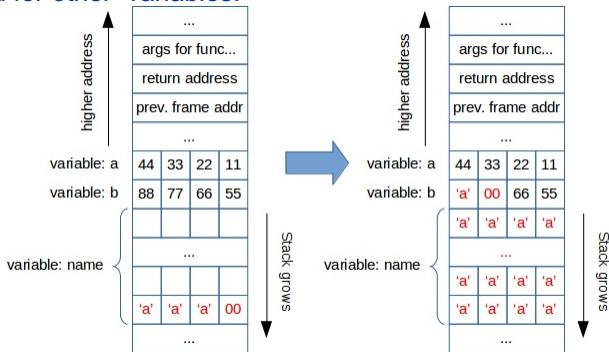 ...
args for func...
return address
prev. frame addr
...
variable: a 44 33 22 11
variable: b 88 77 66 55
...
variable: name
'a' 'a' 'a' 00
...
higher address
Stack grows
...
args for func...
return address
prev. frame addr
...
variable: a 44 33 22 11
variable: b 'a' 00 66 55
'a' 'a' 'a' 'a'
...
variable: name
'a' 'a' 'a' 'a'
'a' 'a' 'a' 'a'
...
higher address
Stack grows